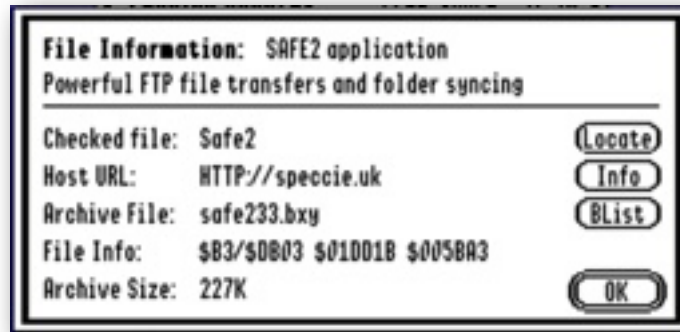 File Information: SAFE2 application
Powerful FTP file transfers and folder syncing
Checked file: Safe2 Locate
Host URL: HTTP://speccie.uk Info
Archive File: safe233.bxy BList
File Info: $B3/$DB03 $01DD1B $005BA3
Archive Size: 227K OK